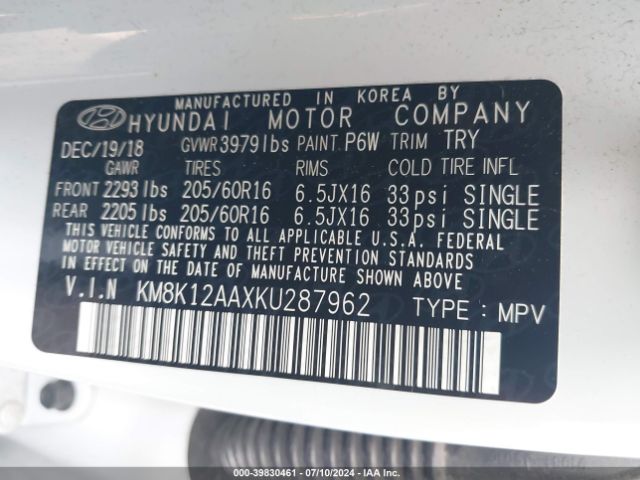 MANUFACTURED IN KOREA BY
HYUNDAI MOTOR COMPANY
DEC/19/18 GVWR3979lbs PAINT.P6W TRIM TRY
GAWR TIRES RIMS COLD TIRE INFL
FRONT 2293 lbs 205/60R16 6.5JX16 33psi SINGLE
REAR 2205 lbs 205/60R16 6.5JX16 33psi SINGLE
THIS VEHICLE CONFORMS TO ALL APPLICABLE U.S.A. FEDERAL
MOTOR VEHICLE SAFETY AND THEFT PREVENTION STANDARDS
IN EFFECT ON THE DATE OF MANUFACTURE SHOWN ABOVE
V.I.N KM8K12AAXKU287962 TYPE : MPV
000-39830461 / 07/10/2024 / IAA Inc.